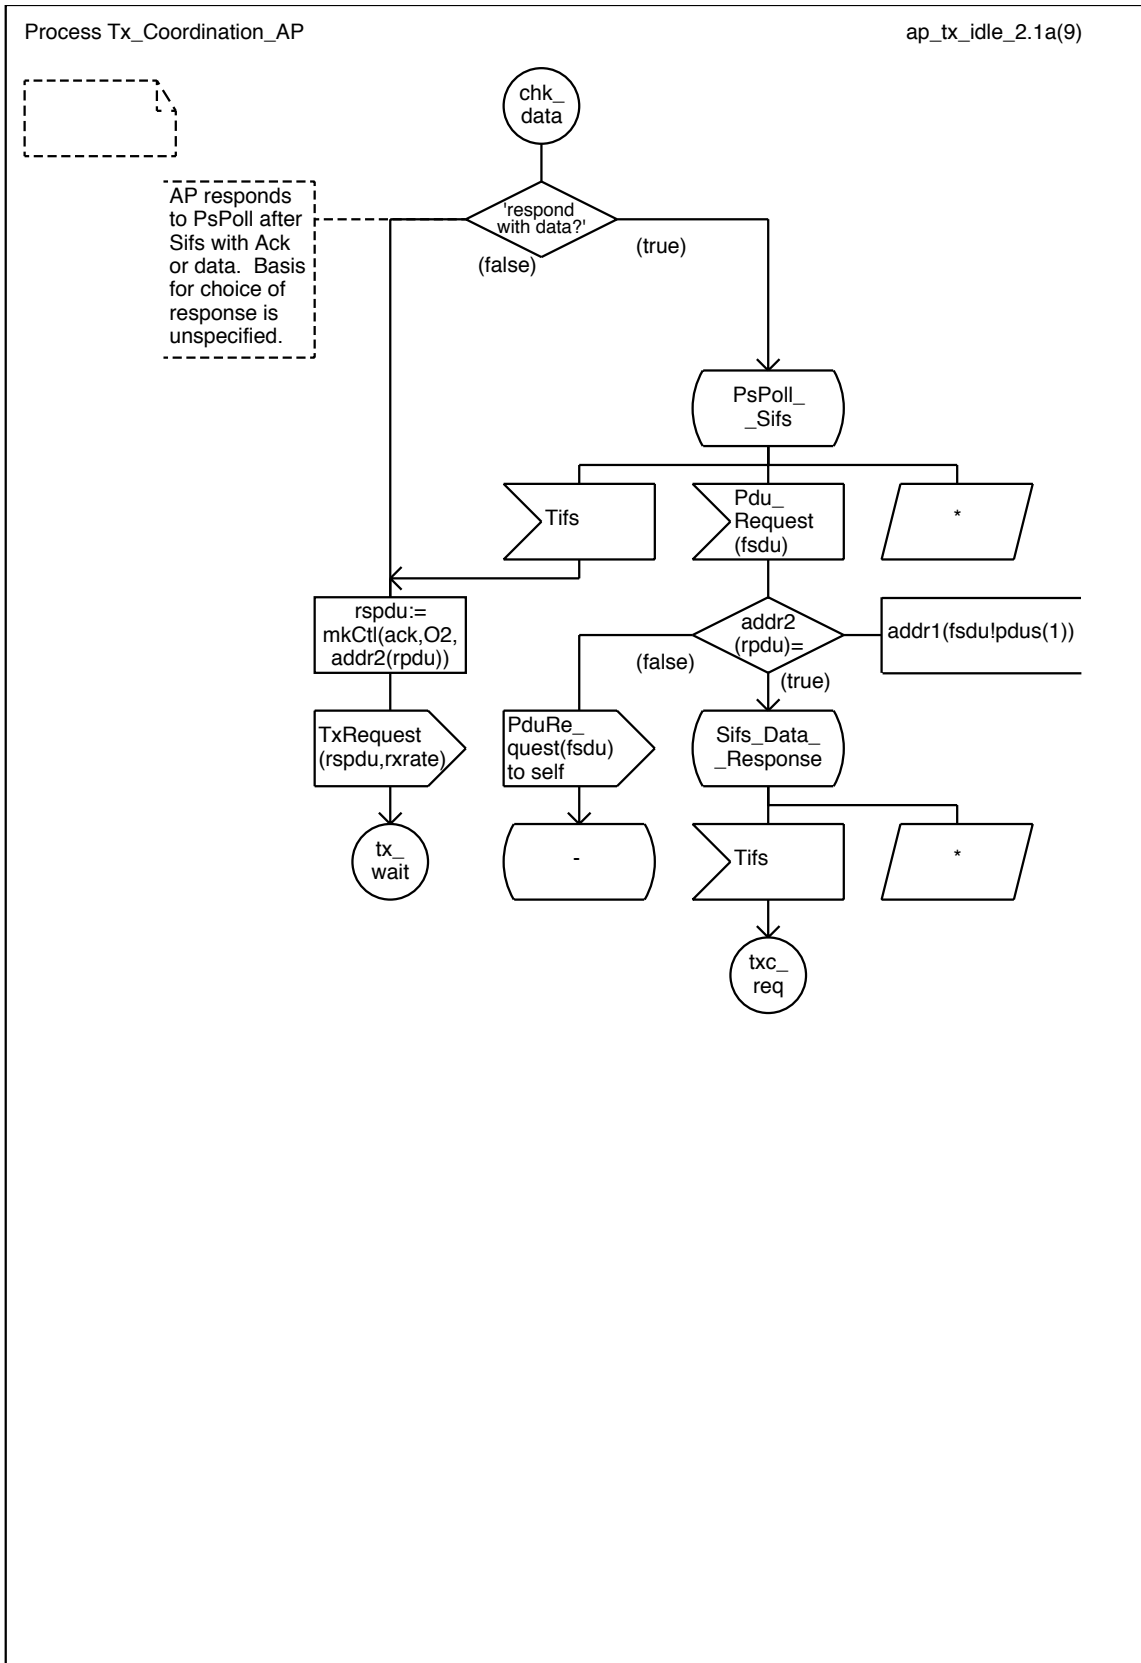 Process Tx_Coordination_AP
ap_tx_idle_2.1a(9)
chk_
data
AP responds
to PsPoll after
Sifs with Ack
or data.  Basis
for choice of
response is
unspecified.
'respond
with data?'
(false)
(true)
PsPoll_
_Sifs
Tifs
Pdu_
Request
(fsdu)
*
rspdu:=
mkCtl(ack,O2,
addr2(rpdu))
addr2
(rpdu)=
addr1(fsdu!pdus(1))
(false)
(true)
TxRequest
(rspdu,rxrate)
PduRe_
quest(fsdu)
to self
Sifs_Data_
_Response
tx_
wait
-
Tifs
*
txc_
req